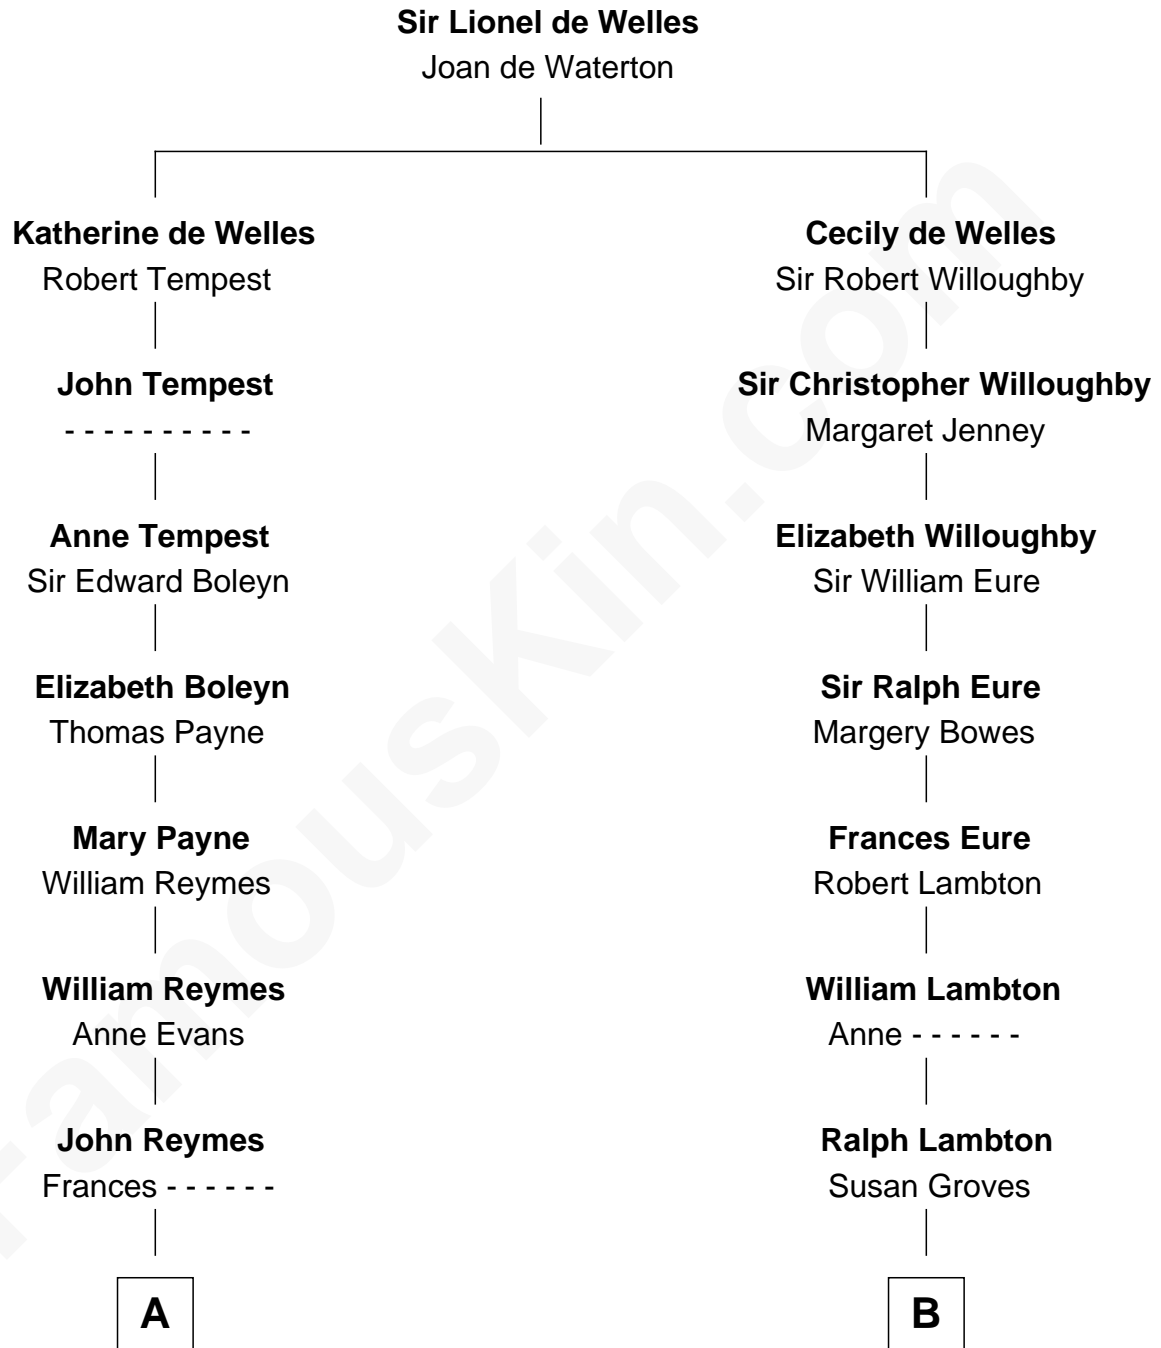 Sir Lionel de Welles
Joan de Waterton
Katherine de Welles
Robert Tempest
Cecily de Welles
Sir Robert Willoughby
John Tempest
- - - - - - - - - -
Sir Christopher Willoughby
Margaret Jenney
Anne Tempest
Sir Edward Boleyn
Elizabeth Willoughby
Sir William Eure
Elizabeth Boleyn
Thomas Payne
Sir Ralph Eure
Margery Bowes
Mary Payne
William Reymes
Frances Eure
Robert Lambton
William Reymes
Anne Evans
William Lambton
Anne - - - - - -
John Reymes
Frances - - - - - -
Ralph Lambton
Susan Groves
A
B
FamousKin.com